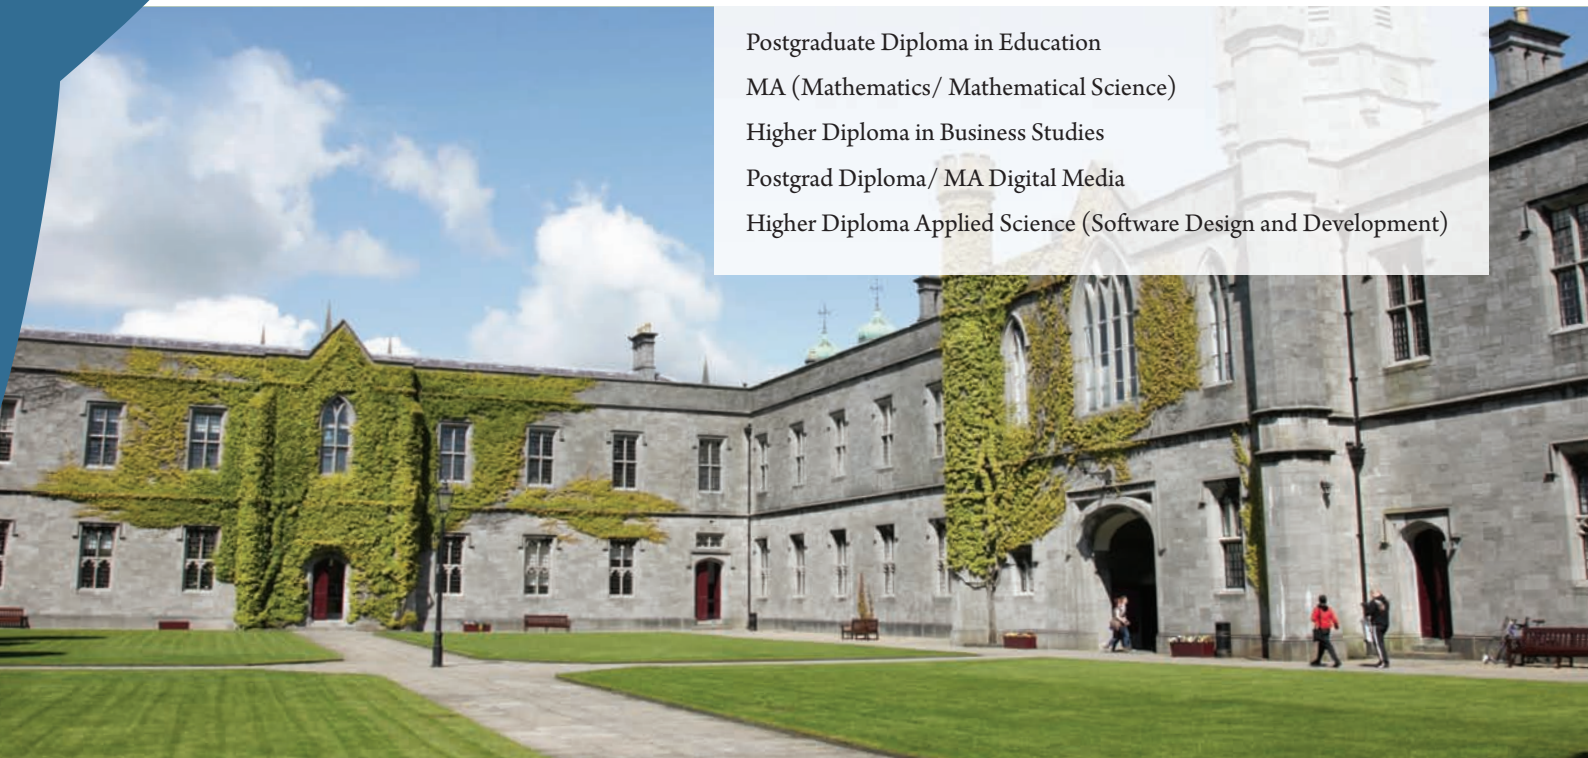 Postgraduate Diploma in Education
MA (Mathematics/ Mathematical Science)
Higher Diploma in Business Studies
Postgrad Diploma/ MA Digital Media
Higher Diploma Applied Science (Software Design and Development)